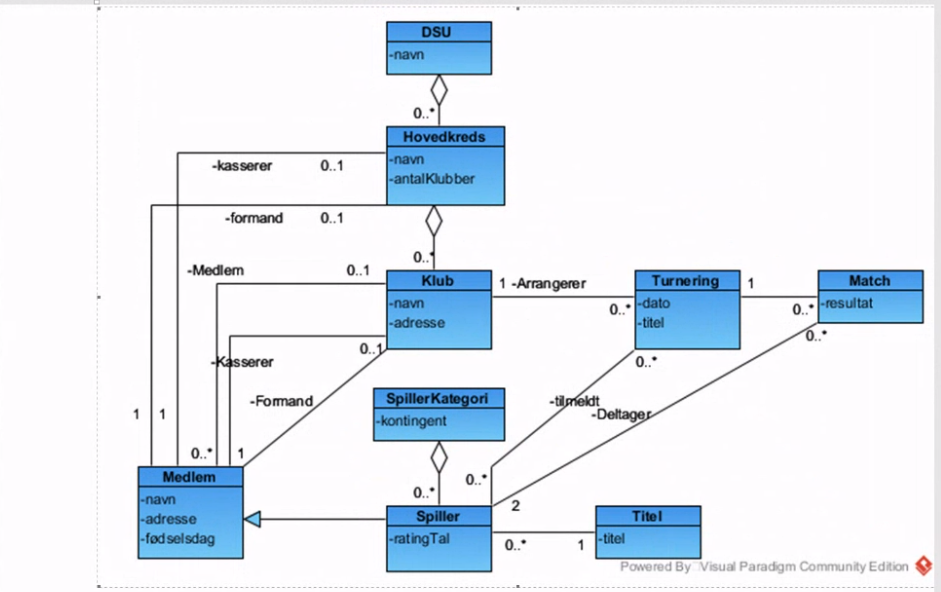 DSU
-navn
0..*
Hovedkreds
-navn
-antalKlubber
-kasserer 0..1
-formand 0..1
0..*
-Medlem 0..1
Klub
-navn
-adresse
1 -Arrangerer
0..*
Turnering
-dato
-titel
1
0..*
Match
-resultat
0..*
0..*
-Kasserer
0..1
-Formand
SpillerKategori
-kontingent
-tilmeldt
-Deltager
1 1
0..* 1
Medlem
-navn
-adresse
-fødselsdag
0..*
0..*
2
Spiller
-ratingTal
0..* 1
Titel
-titel
Powered By Visual Paradigm Community Edition